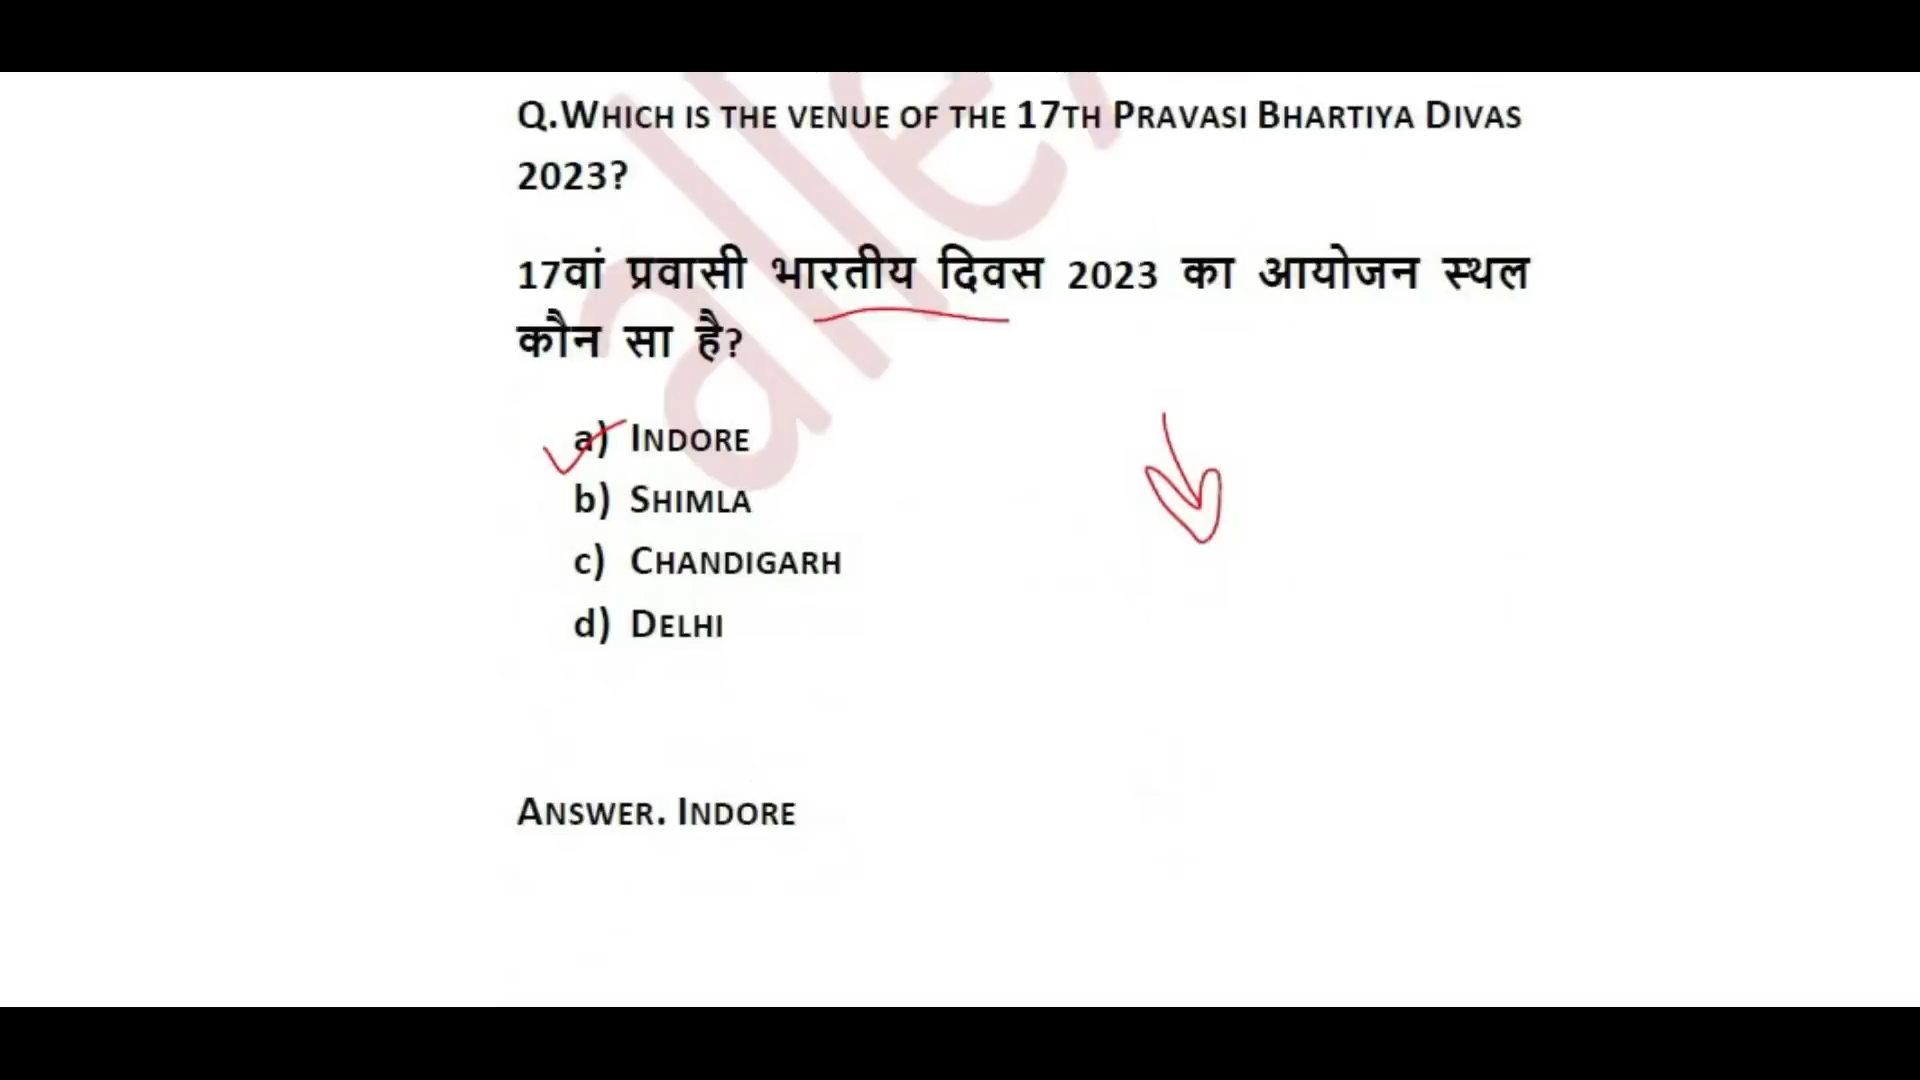 Q.Which is the venue of the 17th Pravasi Bhartiya Divas
2023?
17वां प्रवासी भारतीय दिवस 2023 का आयोजन स्थल
कौन सा है?
a) Indore
b) Shimla
c) Chandigarh
d) Delhi
Answer. Indore